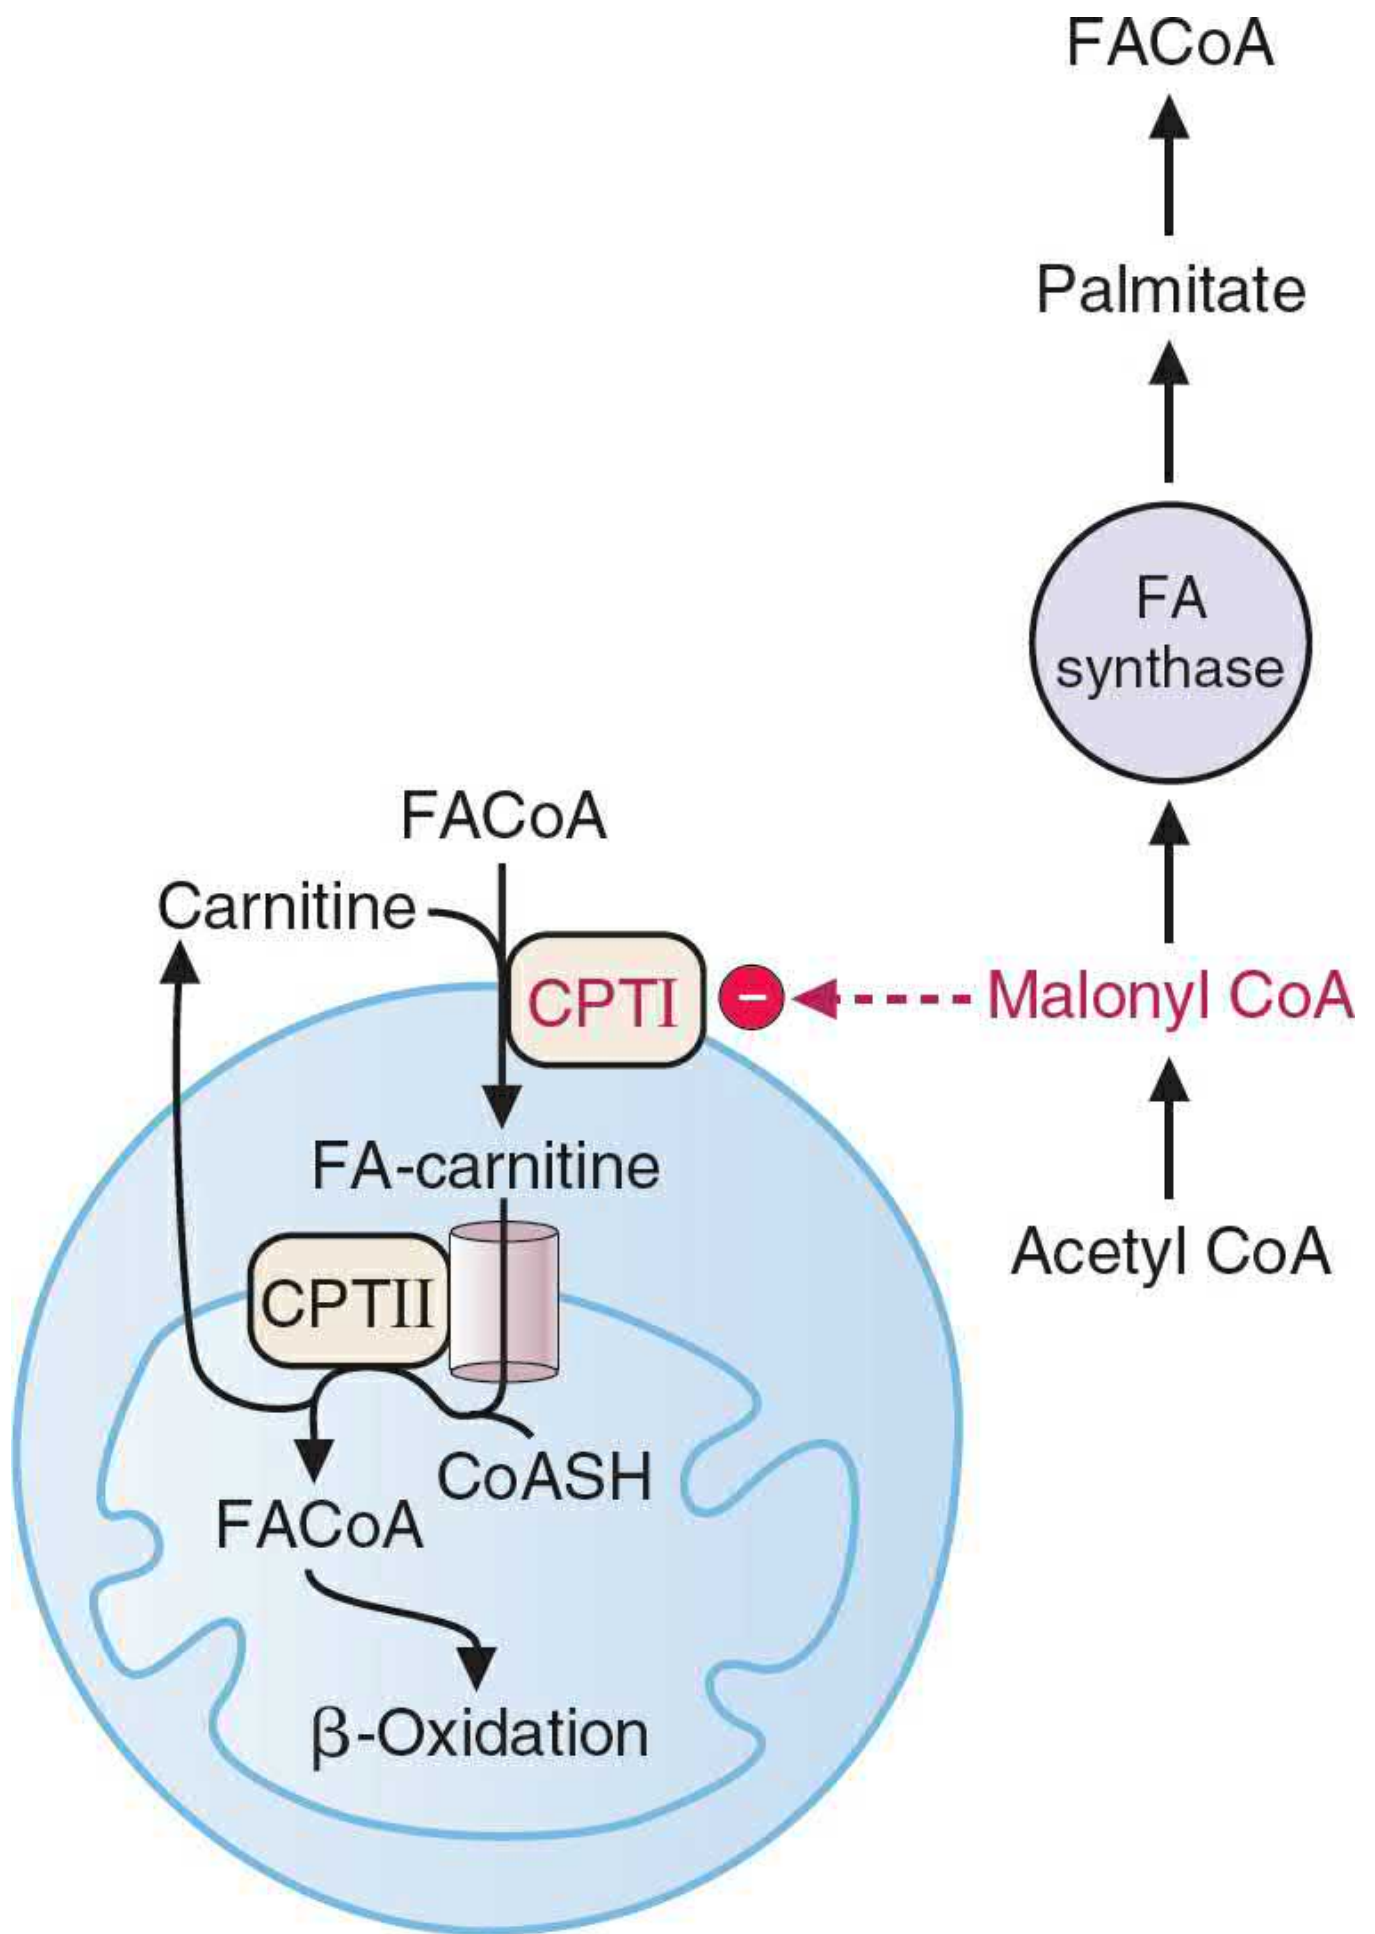 FACoA
Palmitate
FA
synthase
FACoA
Carnitine
CPTI
−
Malonyl CoA
FA-carnitine
Acetyl CoA
CPTII
CoASH
FACoA
β-Oxidation